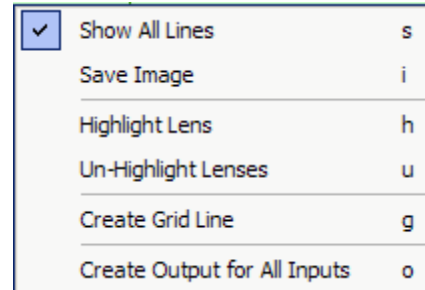 Show All Lines s
Save Image i
Highlight Lens h
Un-Highlight Lenses u
Create Grid Line g
Create Output for All Inputs o